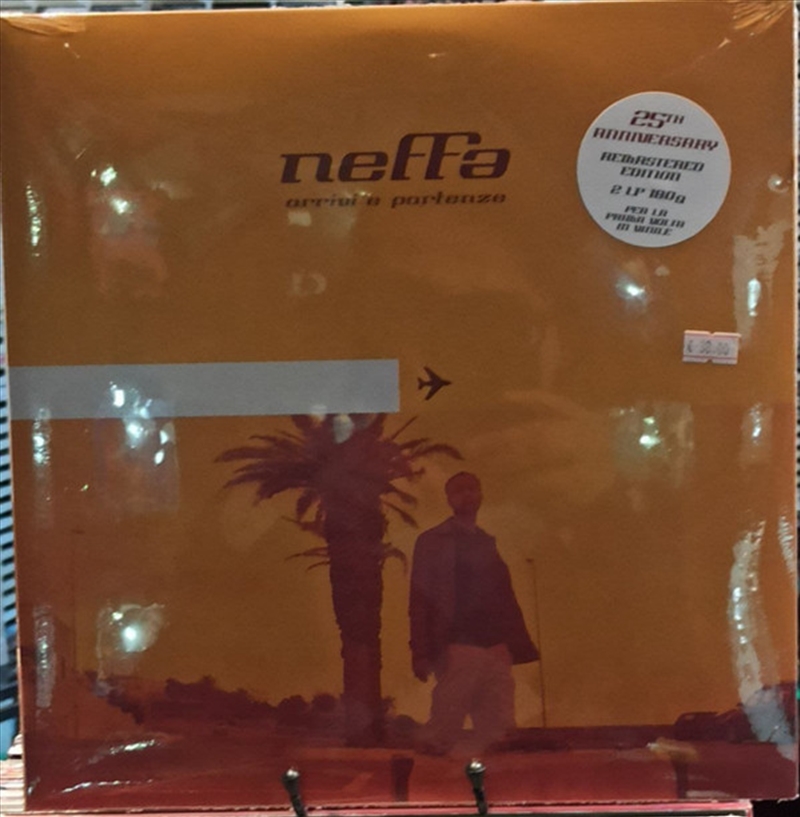 neffa
arrivi e partenze
25TH
ANNIVERSARY
REMASTERED
EDITION
2 LP 180g
PER LA
PRIMA VOLTA
IN VINILE